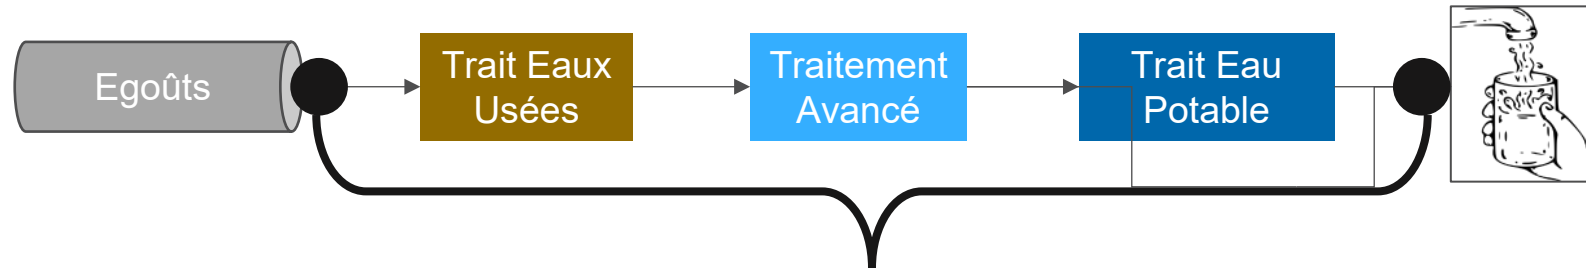 Egoûts
Trait Eaux
Usées
Traitement
Avancé
Trait Eau
Potable